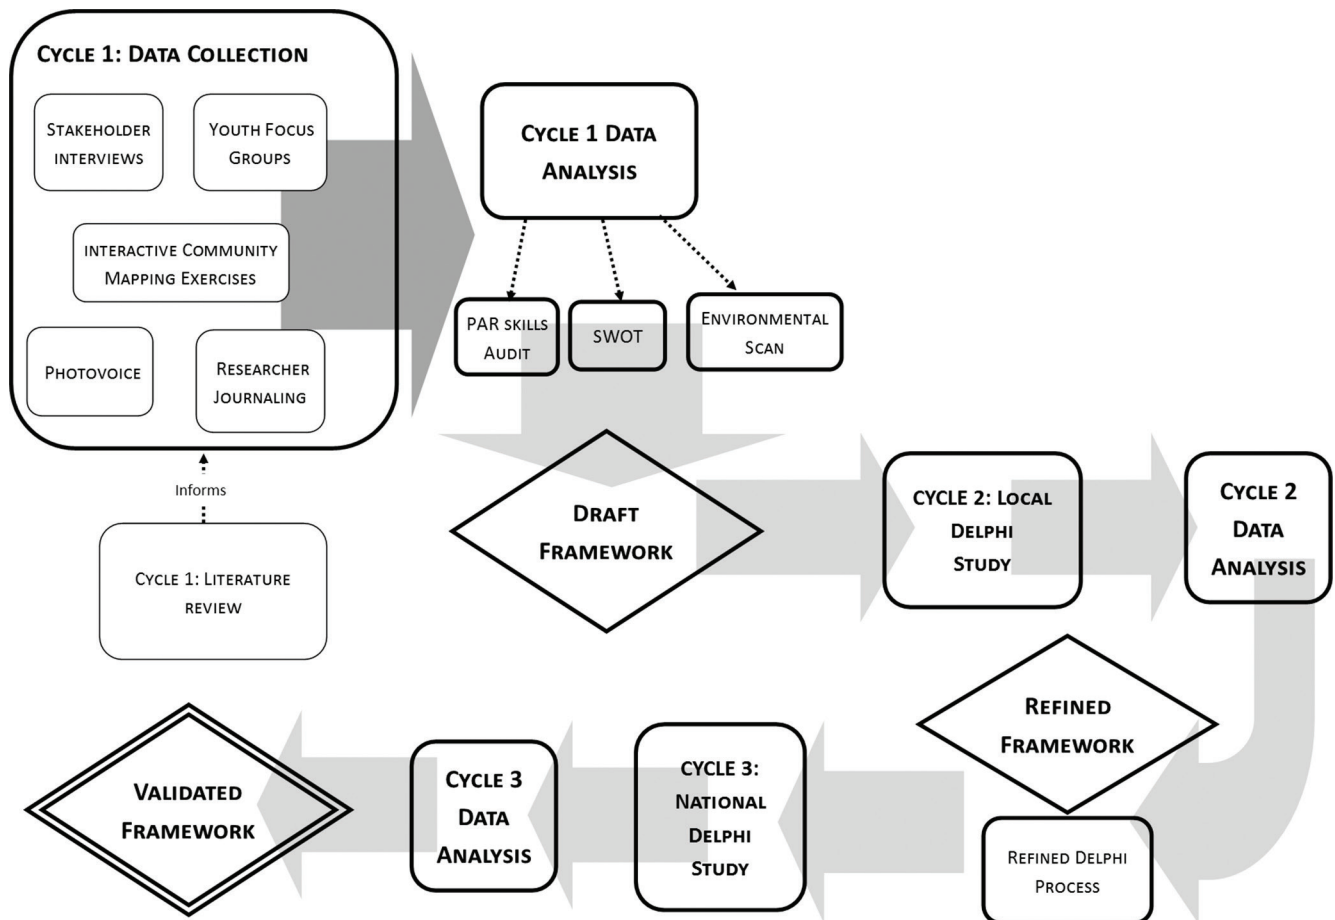 CYCLE 1: DATA COLLECTION
STAKEHOLDER
INTERVIEWS
YOUTH FOCUS
GROUPS
INTERACTIVE COMMUNITY
MAPPING EXERCISES
PHOTOVOICE
RESEARCHER
JOURNALING
Informs
CYCLE 1: LITERATURE
REVIEW
CYCLE 1 DATA
ANALYSIS
PAR SKILLS
AUDIT
SWOT
ENVIRONMENTAL
SCAN
DRAFT
FRAMEWORK
CYCLE 2: LOCAL
DELPHI
STUDY
CYCLE 2
DATA
ANALYSIS
REFINED
FRAMEWORK
REFINED DELPHI
PROCESS
CYCLE 3:
NATIONAL
DELPHI
STUDY
CYCLE 3
DATA
ANALYSIS
VALIDATED
FRAMEWORK